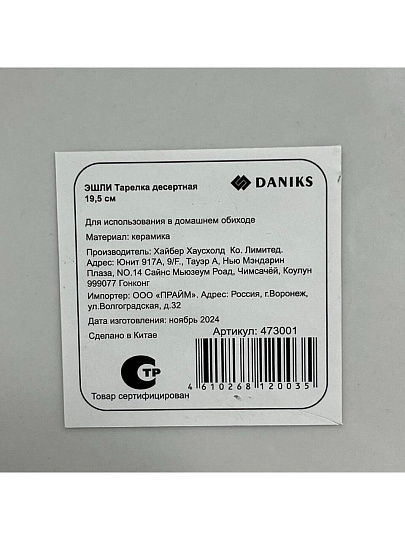 ЭШЛИ Тарелка десертная
19,5 см
DANIKS
Для использования в домашнем обиходе
Материал: керамика
Производитель: Хайбер Хаусхолд Ко. Лимитед.
Адрес: Юнит 917А, 9/F., Тауэр А, Нью Мэндарин
Плаза, NO.14 Сайнс Мьюзеум Роад, Чимсачёй, Коулун
999077 Гонконг
Импортер: ООО «ПРАЙМ». Адрес: Россия, г.Воронеж,
ул.Волгоградская, д.32
Дата изготовления: ноябрь 2024
Сделано в Китае
Артикул: 473001
СТР
Товар сертифицирован
4 610268 120035